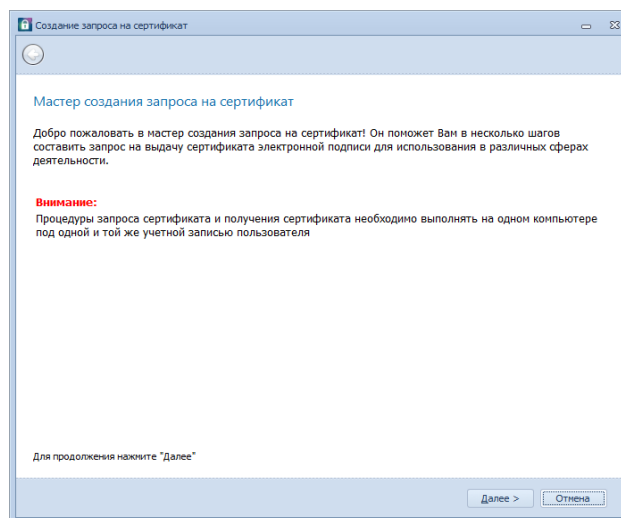 Создание запроса на сертификат
Мастер создания запроса на сертификат
Добро пожаловать в мастер создания запроса на сертификат! Он поможет Вам в несколько шагов
составить запрос на выдачу сертификата электронной подписи для использования в различных сферах
деятельности.
Внимание:
Процедуры запроса сертификата и получения сертификата необходимо выполнять на одном компьютере
под одной и той же учетной записью пользователя
Для продолжения нажмите "Далее"
Далее >
Отмена